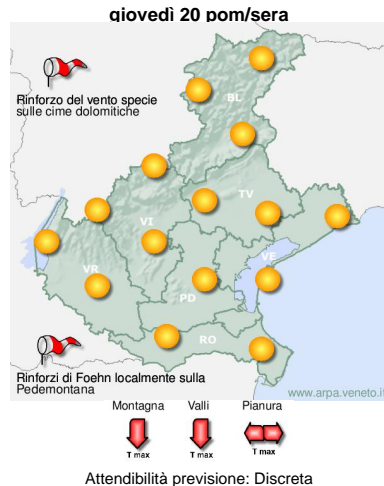 giovedì 20 pom/sera
BL
Rinforzo del vento specie
sulle cime dolomitiche
TV
VI
VE
VR
PD
RO
Rinforzi di Foehn localmente sulla
Pedemontana
www.arpa.veneto.it
Montagna Valli Pianura
T max T max T max
Attendibilità previsione: Discreta